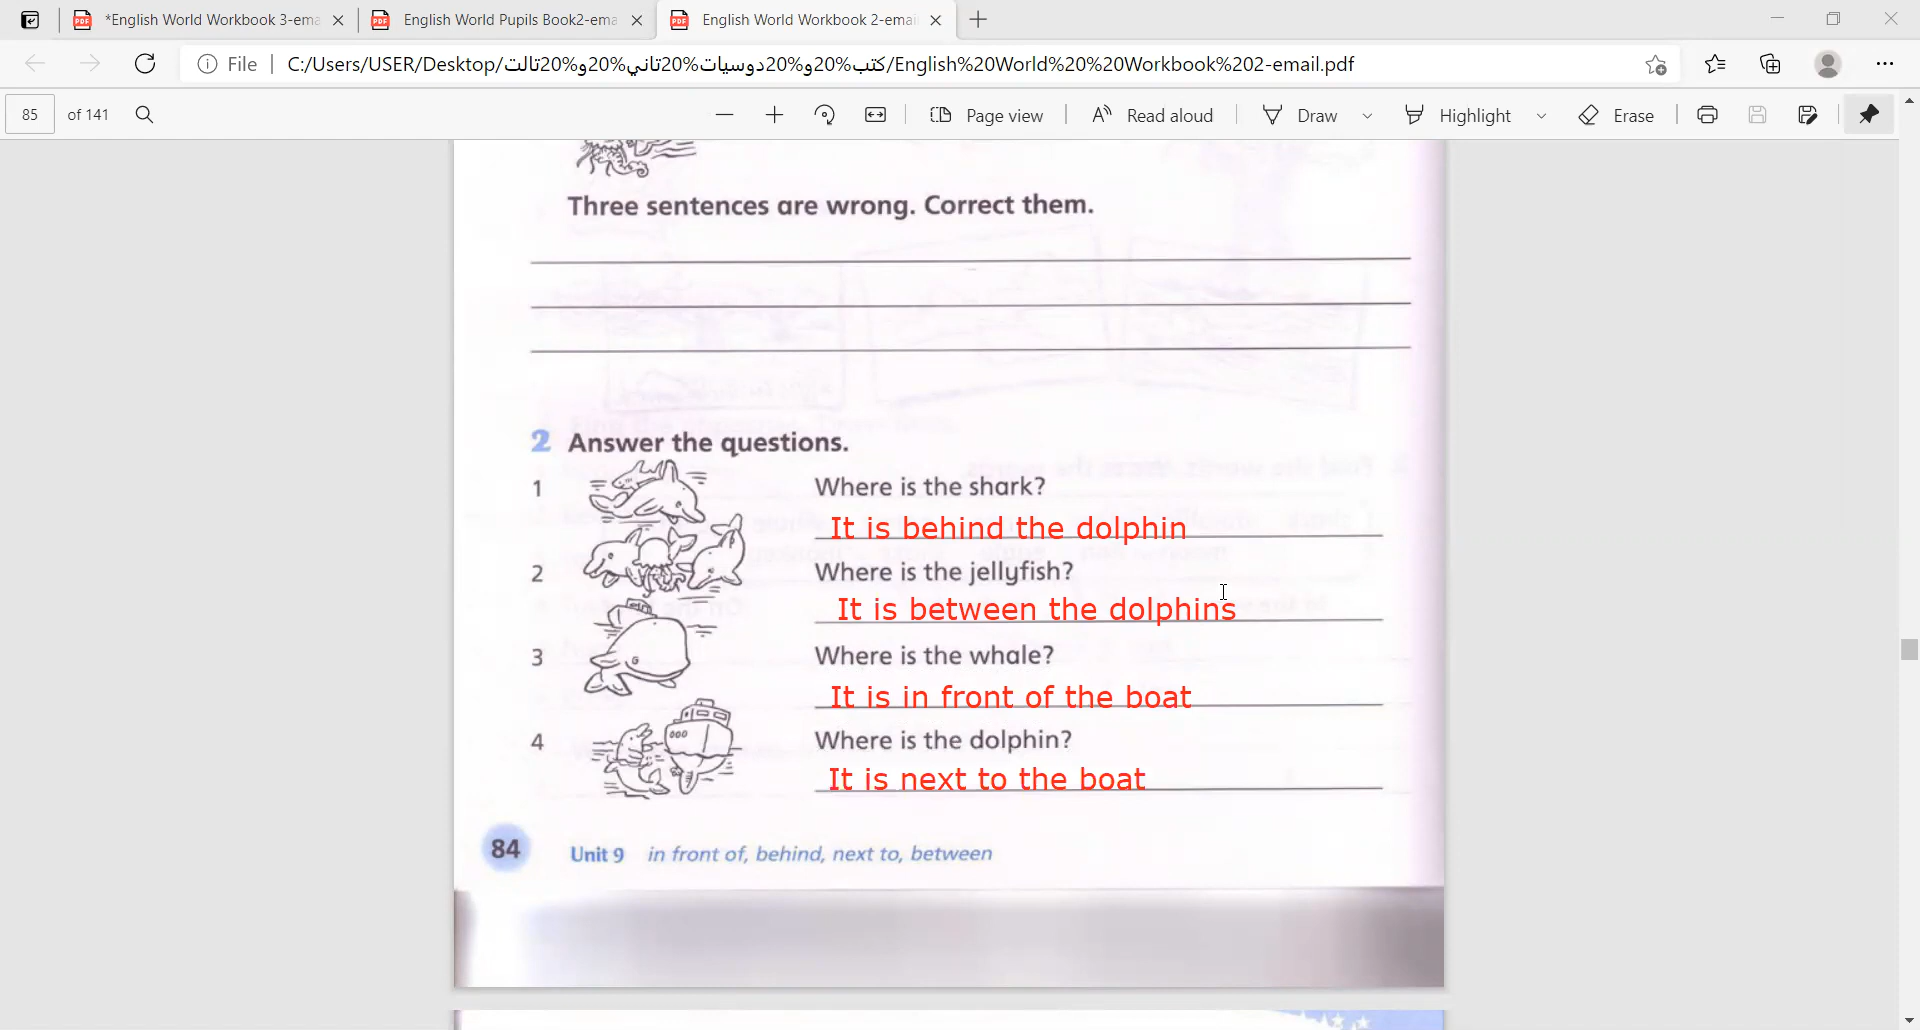 *English World Workbook 3-ema
English World Pupils Book2-ema
English World Workbook 2-emai
File
C:/Users/USER/Desktop/كتب%20و%20دوسيات%20تاني%20و%20تالت/English%20World%20%20Workbook%202-email.pdf
85 of 141
Page view
Read aloud
Draw
Highlight
Erase
Three sentences are wrong. Correct them.
2 Answer the questions.
1 Where is the shark?
It is behind the dolphin
2 Where is the jellyfish?
It is between the dolphins
3 Where is the whale?
It is in front of the boat
4 Where is the dolphin?
It is next to the boat
84 Unit 9 in front of, behind, next to, between